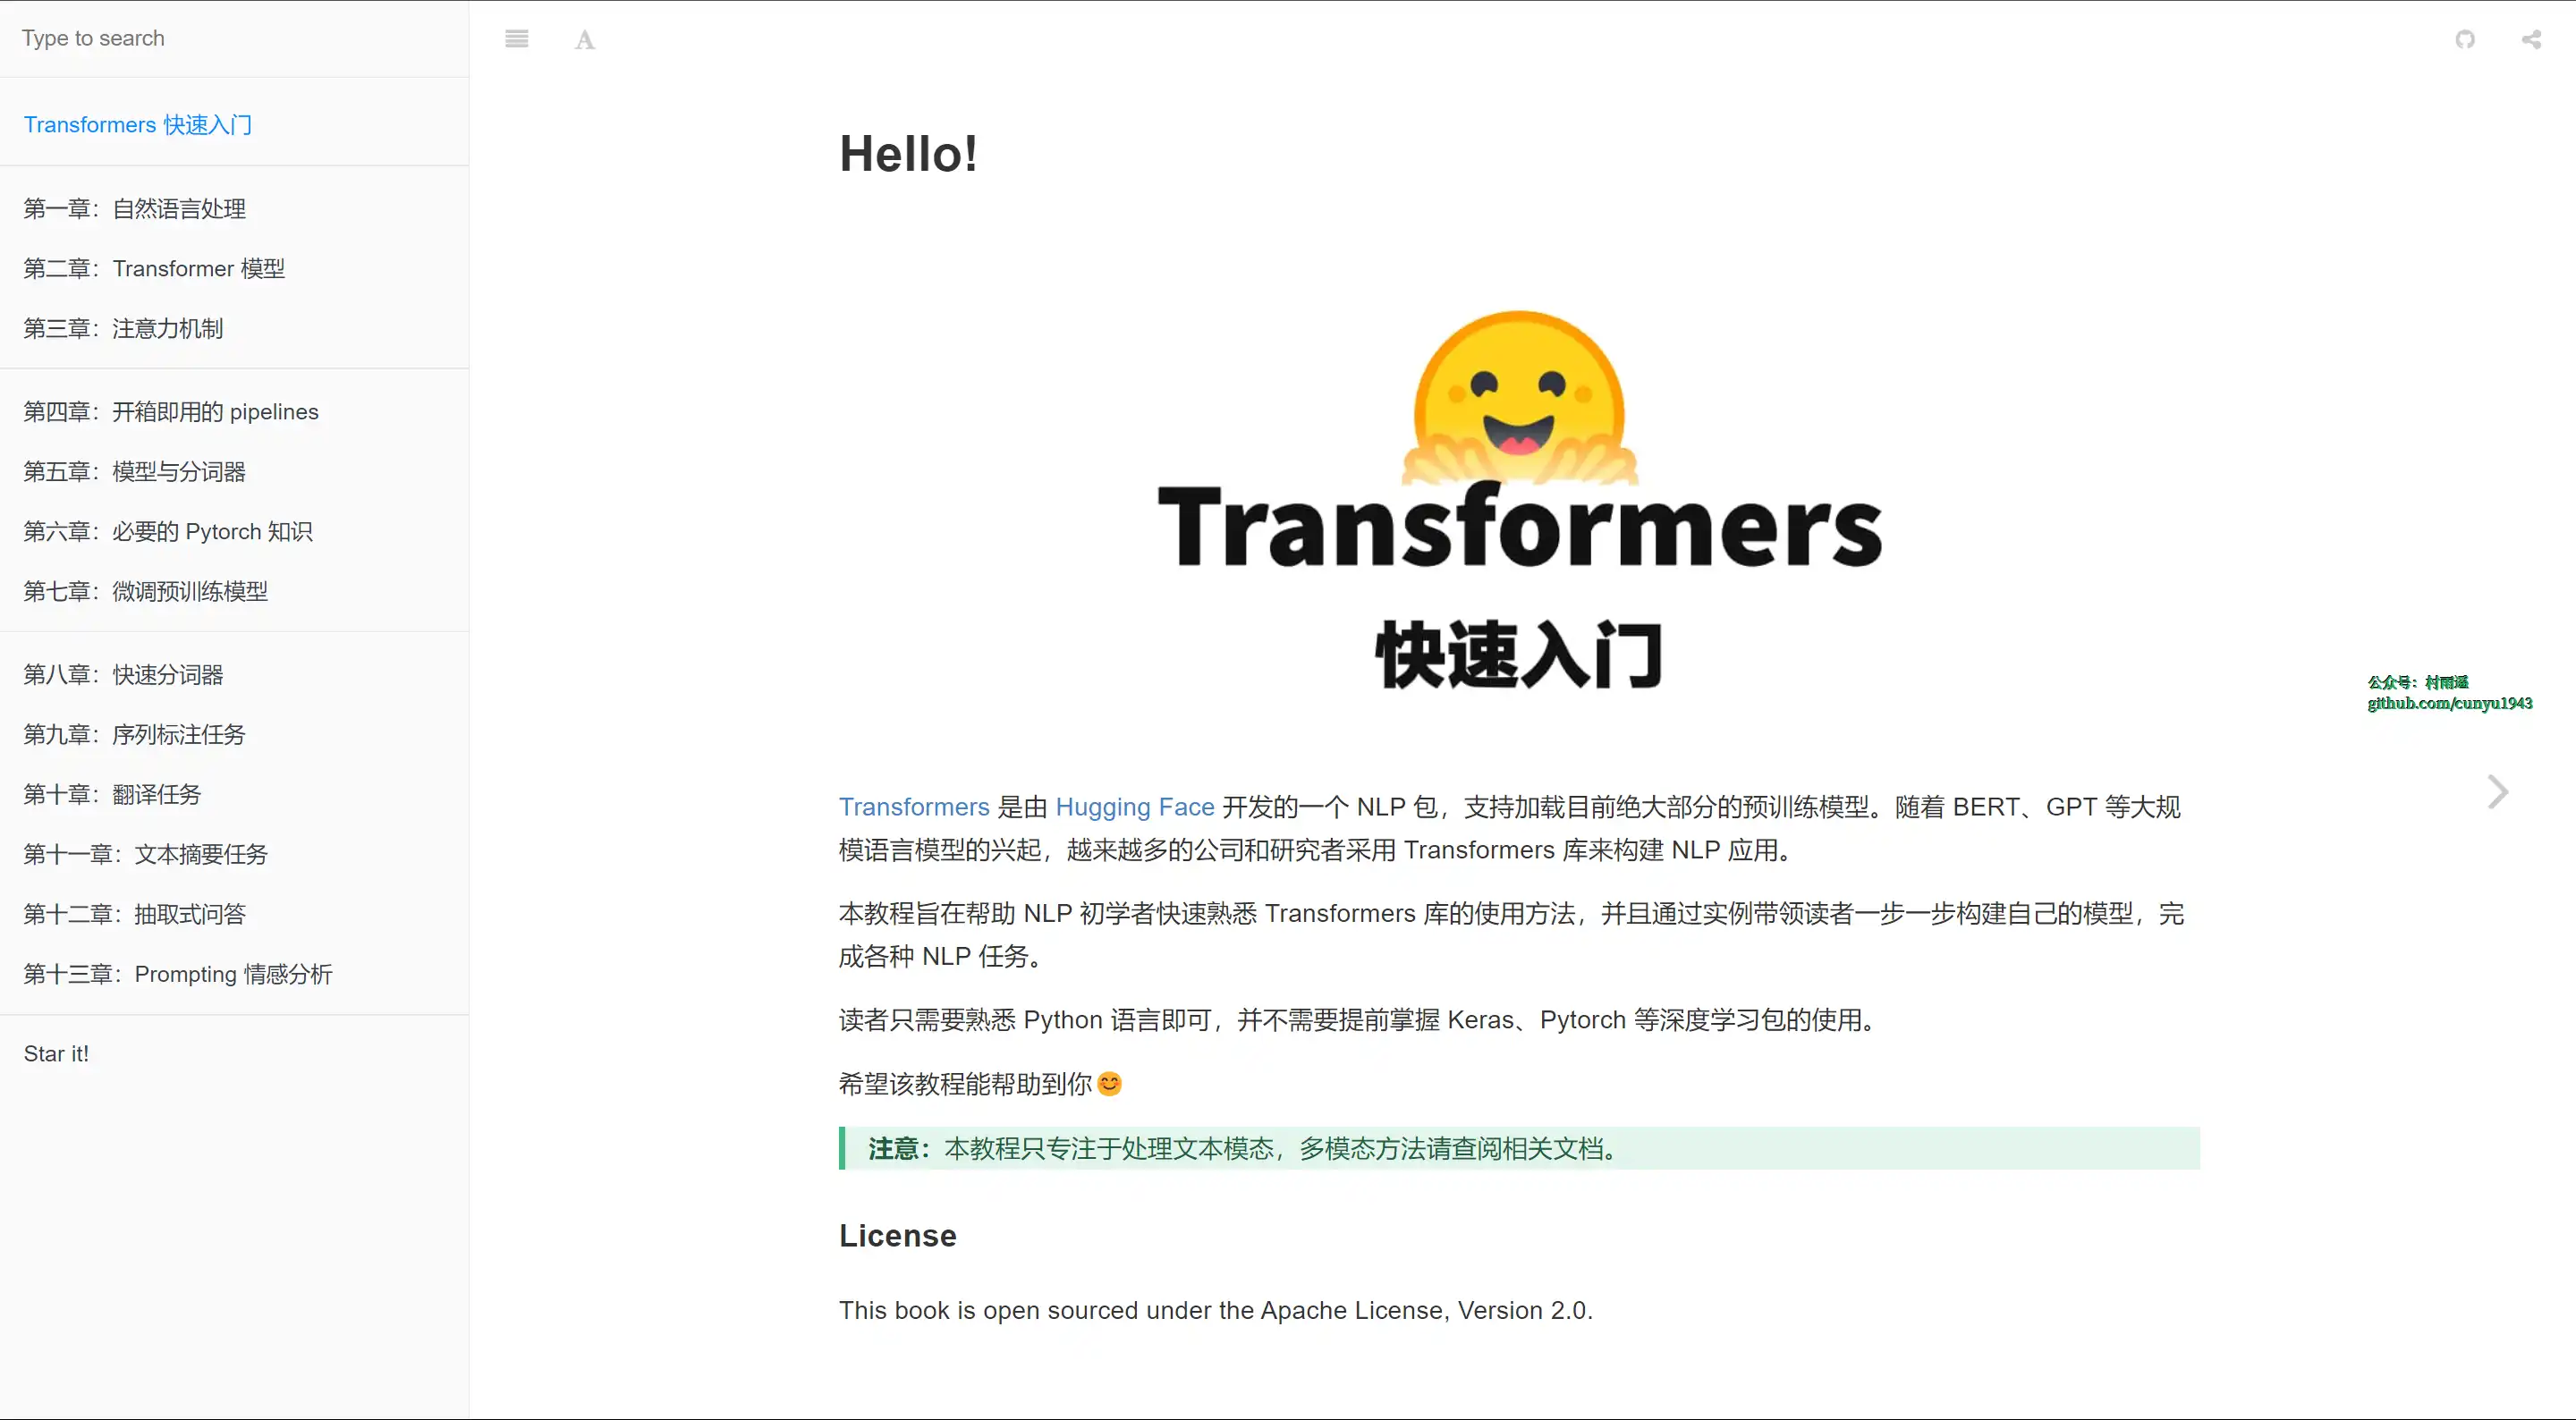 Type to search
Transformers 快速入门
第一章：自然语言处理
第二章：Transformer 模型
第三章：注意力机制
第四章：开箱即用的 pipelines
第五章：模型与分词器
第六章：必要的 Pytorch 知识
第七章：微调预训练模型
第八章：快速分词器
第九章：序列标注任务
第十章：翻译任务
第十一章：文本摘要任务
第十二章：抽取式问答
第十三章：Prompting 情感分析
Star it!
A
Hello!
Transformers
快速入门
Transformers 是由 Hugging Face 开发的一个 NLP 包，支持加载目前绝大部分的预训练模型。随着 BERT、GPT 等大规
模语言模型的兴起，越来越多的公司和研究者采用 Transformers 库来构建 NLP 应用。
本教程旨在帮助 NLP 初学者快速熟悉 Transformers 库的使用方法，并且通过实例带领读者一步一步构建自己的模型，完
成各种 NLP 任务。
读者只需要熟悉 Python 语言即可，并不需要提前掌握 Keras、Pytorch 等深度学习包的使用。
希望该教程能帮助到你😊
注意：本教程只专注于处理文本模态，多模态方法请查阅相关文档。
License
This book is open sourced under the Apache License, Version 2.0.
公众号：村雨遥
github.com/cunyu1943